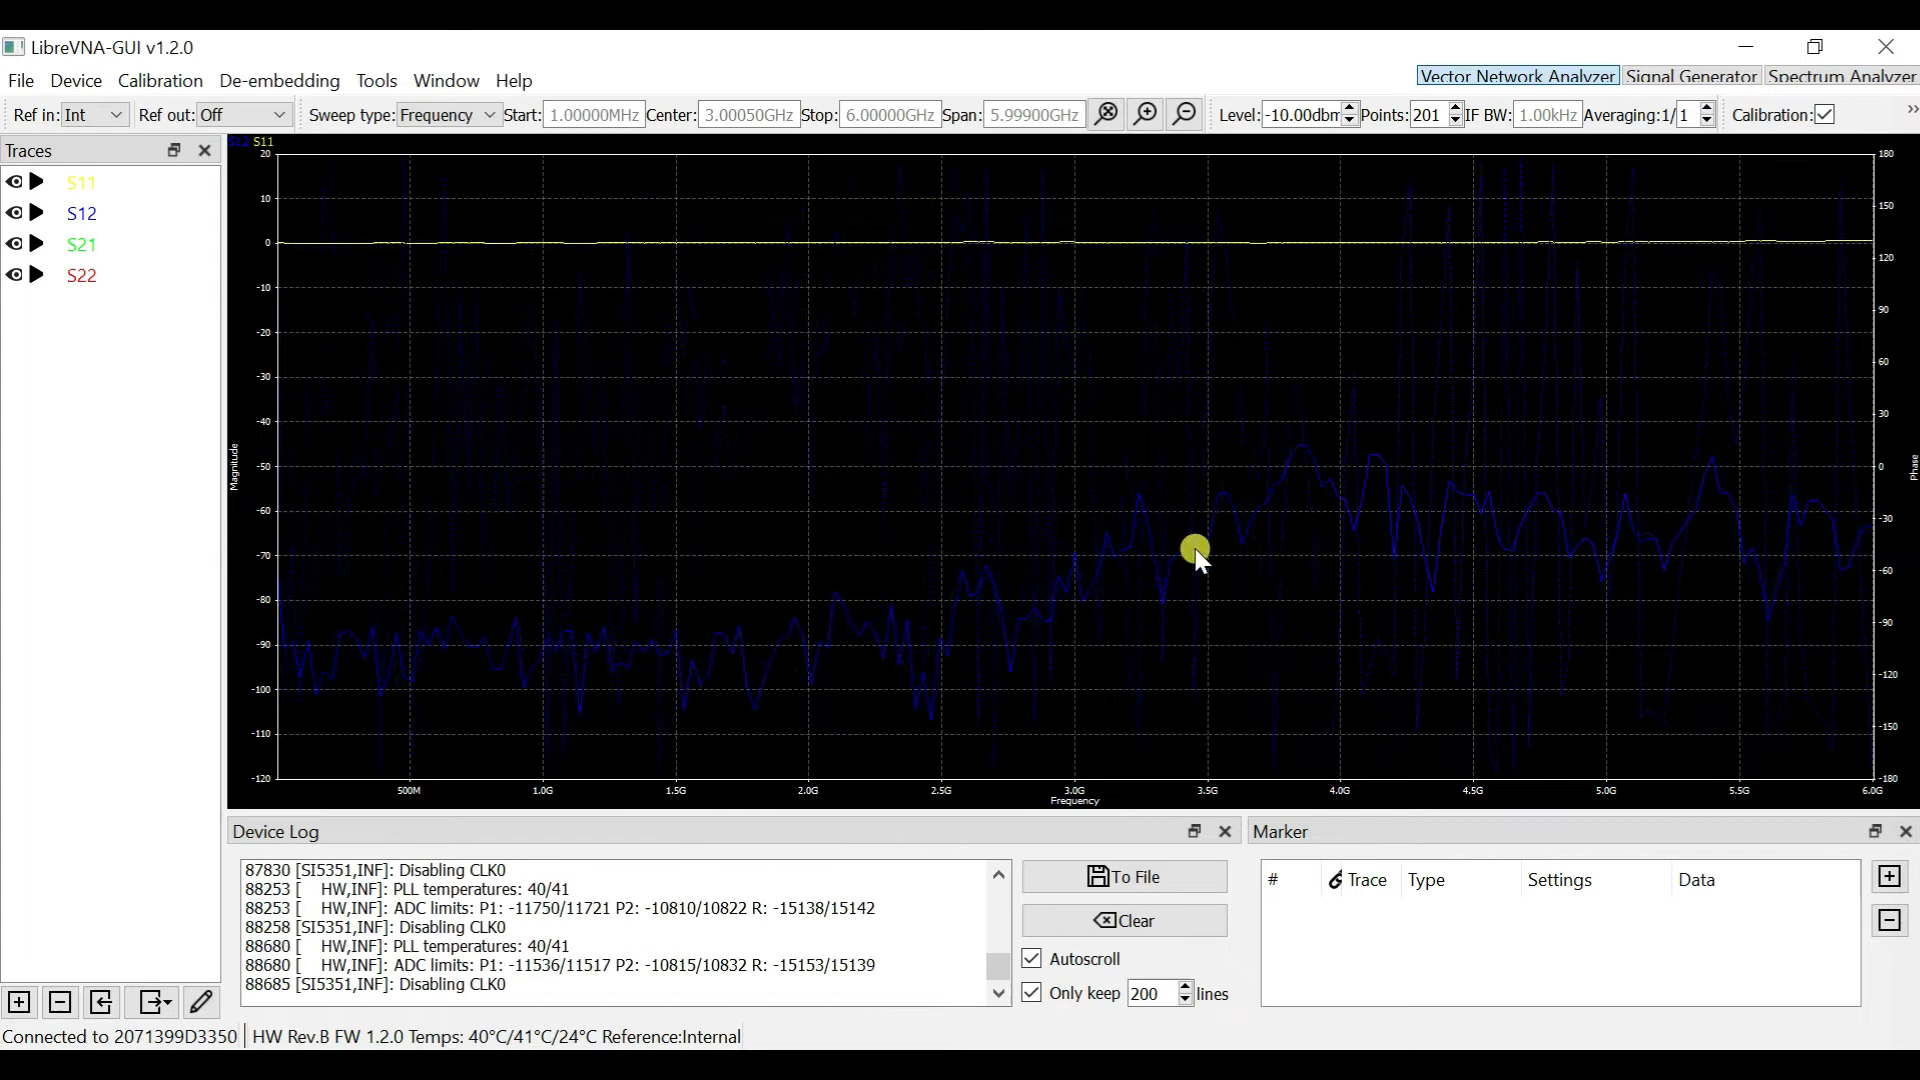 LibreVNA-GUI v1.2.0
File Device Calibration De-embedding Tools Window Help
Vector Network Analyzer Signal Generator Spectrum Analyzer
Ref in: Int Ref out: Off Sweep type: Frequency Start: 1.00000MHz Center: 3.00050GHz Stop: 6.00000GHz Span: 5.99900GHz Level: -10.00dbm Points: 201 IF BW: 1.00kHz Averaging: 1/ 1 Calibration: »
Traces
S11
S12
S21
S22
S12 S11
20 180
10 150
0 120
-10 90
-20 60
-30 30
-40 0
-50 -30
-60 -60
-70 -90
-80 -120
-90 -150
-100 -180
-110
-120
Magnitude
Phase
500M 1.0G 1.5G 2.0G 2.5G 3.0G 3.5G 4.0G 4.5G 5.0G 5.5G 6.0G
Frequency
Device Log
87830 [SI5351,INF]: Disabling CLK0
88253 [ HW,INF]: PLL temperatures: 40/41
88253 [ HW,INF]: ADC limits: P1: -11750/11721 P2: -10810/10822 R: -15138/15142
88258 [SI5351,INF]: Disabling CLK0
88680 [ HW,INF]: PLL temperatures: 40/41
88680 [ HW,INF]: ADC limits: P1: -11536/11517 P2: -10815/10832 R: -15153/15139
88685 [SI5351,INF]: Disabling CLK0
To File
Clear
Autoscroll
Only keep 200 lines
Marker
# Trace Type Settings Data
Connected to 2071399D3350 HW Rev.B FW 1.2.0 Temps: 40°C/41°C/24°C Reference:Internal